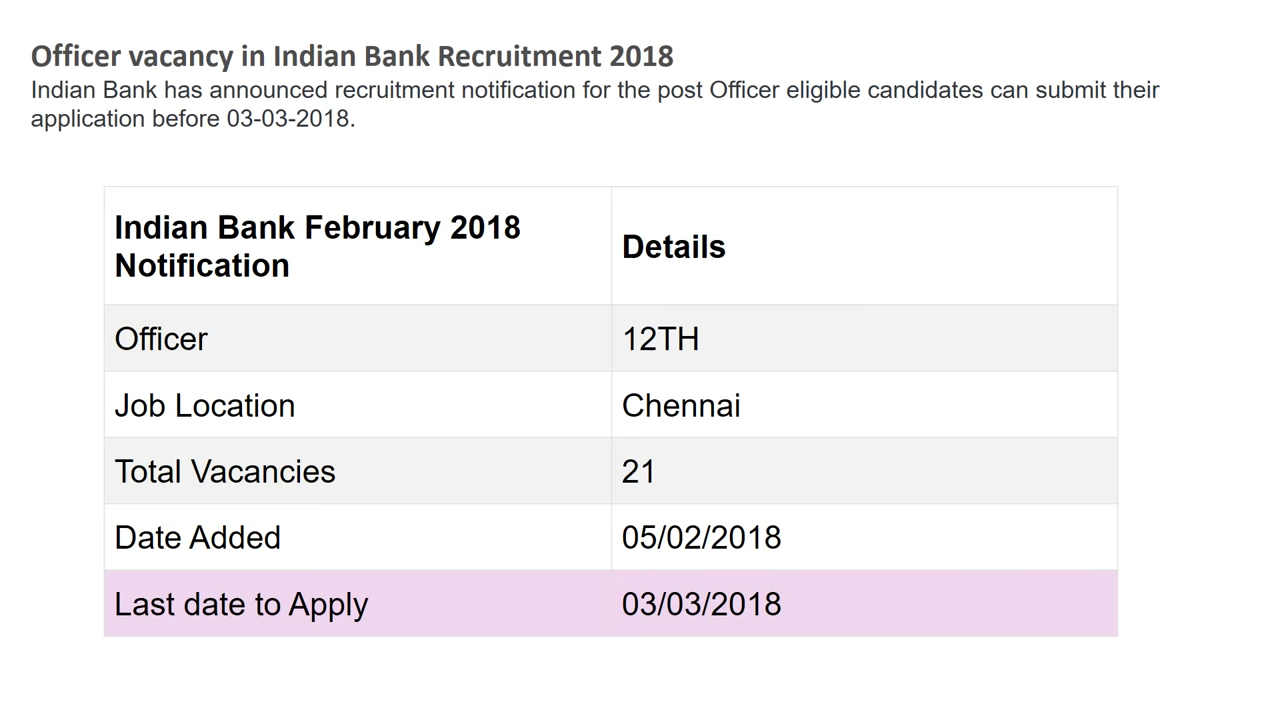 Officer vacancy in Indian Bank Recruitment 2018
Indian Bank has announced recruitment notification for the post Officer eligible candidates can submit their
application before 03-03-2018.
Indian Bank February 2018
Notification
Details
Officer 12TH
Job Location Chennai
Total Vacancies 21
Date Added 05/02/2018
Last date to Apply 03/03/2018